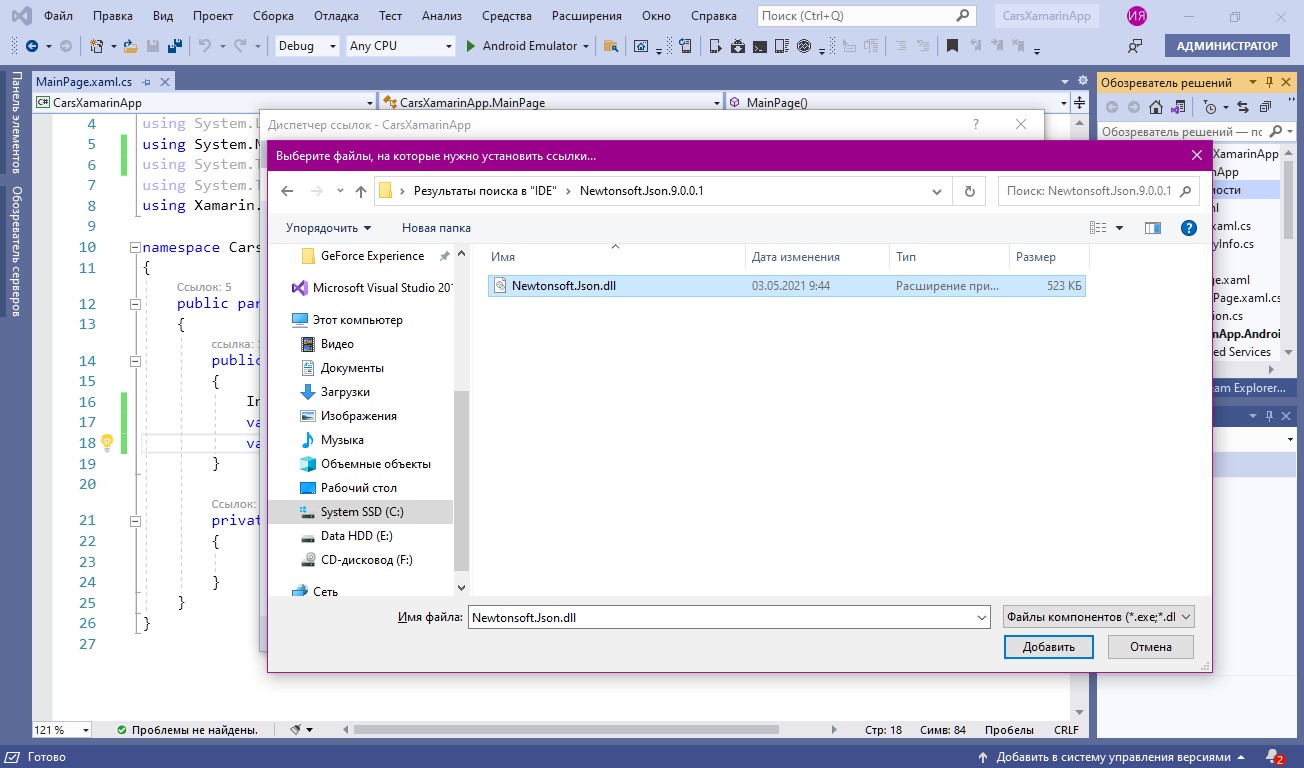 Файл Правка Вид Проект Сборка Отладка Тест Анализ Средства Расширения Окно Справка Поиск (Ctrl+Q) CarsXamarinApp ИЯ
Debug Any CPU Android Emulator АДМИНИСТРАТОР
Панель элементов
Обозреватель серверов
MainPage.xaml.cs
CarsXamarinApp CarsXamarinApp.MainPage MainPage()
4 using System.L
5 using System.
6 using System.T
7 using System.T
8 using Xamarin.
9
10 namespace Cars
11 {
Ссылок: 5
12 public par
13 {
ссылка:
14 public
15 {
16 In
17 va
18 va
19 }
20
Ссылок:
21 privat
22 {
23
24 }
25 }
26 }
27
Диспетчер ссылок - CarsXamarinApp ?
Выберите файлы, на которые нужно установить ссылки...
Результаты поиска в "IDE" Newtonsoft.Json.9.0.0.1 Поиск: Newtonsoft.Json.9.0.0.1
Упорядочить Новая папка ?
GeForce Experience
Microsoft Visual Studio 201
Этот компьютер
Видео
Документы
Загрузки
Изображения
Музыка
Объемные объекты
Рабочий стол
System SSD (C:)
Data HDD (E:)
CD-дисковод (F:)
Сеть
Имя Дата изменения Тип Размер
Newtonsoft.Json.dll 03.05.2021 9:44 Расширение при... 523 КБ
Имя файла: Newtonsoft.Json.dll Файлы компонентов (*.exe;*.dl
Добавить Отмена
Обозреватель решений
Обозреватель решений — пс
XamarinApp
nApp
мости
ml
xaml.cs
yInfo.cs
ge.xaml
Page.xaml.cs
ion.cs
nApp.Androi
ed Services
am Explorer...
121 % Проблемы не найдены. Стр: 18 Симв: 84 Пробелы CRLF
Готово Добавить в систему управления версиями 2